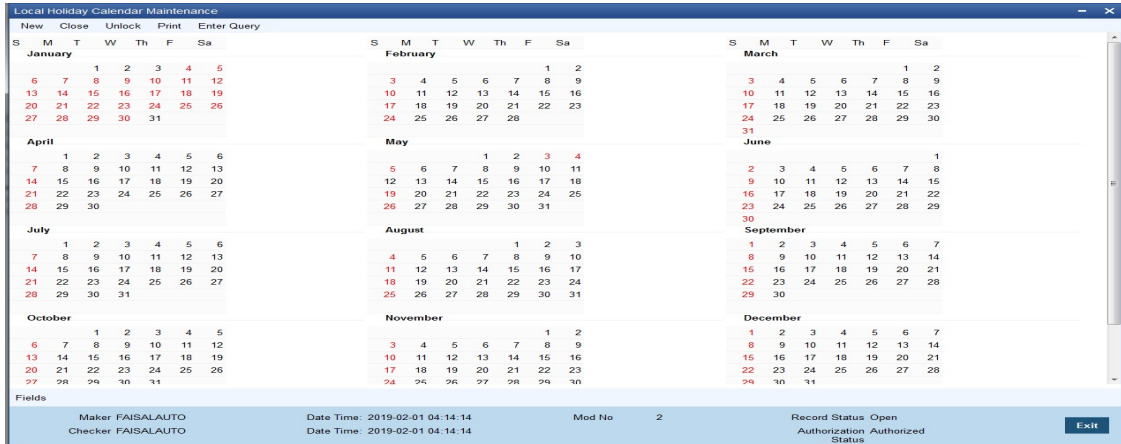 Local Holiday Calendar Maintenance
New Close Unlock Print Enter Query
S M T W Th F Sa S M T W Th F Sa S M T W Th F Sa
January February March
1 2 3 4 5 1 2 1 2
6 7 8 9 10 11 12 3 4 5 6 7 8 9 3 4 5 6 7 8 9
13 14 15 16 17 18 19 10 11 12 13 14 15 16 10 11 12 13 14 15 16
20 21 22 23 24 25 26 17 18 19 20 21 22 23 17 18 19 20 21 22 23
27 28 29 30 31 24 25 26 27 28 24 25 26 27 28 29 30
31
April May June
1 2 3 4 5 6 1 2 3 4 1
7 8 9 10 11 12 13 5 6 7 8 9 10 11 2 3 4 5 6 7 8
14 15 16 17 18 19 20 12 13 14 15 16 17 18 9 10 11 12 13 14 15
21 22 23 24 25 26 27 19 20 21 22 23 24 25 16 17 18 19 20 21 22
28 29 30 26 27 28 29 30 31 23 24 25 26 27 28 29
30
July August September
1 2 3 4 5 6 1 2 3 1 2 3 4 5 6 7
7 8 9 10 11 12 13 4 5 6 7 8 9 10 8 9 10 11 12 13 14
14 15 16 17 18 19 20 11 12 13 14 15 16 17 15 16 17 18 19 20 21
21 22 23 24 25 26 27 18 19 20 21 22 23 24 22 23 24 25 26 27 28
28 29 30 31 25 26 27 28 29 30 31 29 30
October November December
1 2 3 4 5 1 2 1 2 3 4 5 6 7
6 7 8 9 10 11 12 3 4 5 6 7 8 9 8 9 10 11 12 13 14
13 14 15 16 17 18 19 10 11 12 13 14 15 16 15 16 17 18 19 20 21
20 21 22 23 24 25 26 17 18 19 20 21 22 23 22 23 24 25 26 27 28
27 28 29 30 31 24 25 26 27 28 29 30 29 30 31
Fields
Maker FAISALAUTO Date Time: 2019-02-01 04:14:14 Mod No 2 Record Status Open
Checker FAISALAUTO Date Time: 2019-02-01 04:14:14 Authorization Status Authorized
Exit